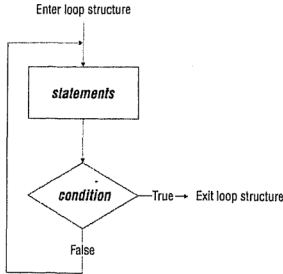 Enter loop structure
statements
condition
True
Exit loop structure
False